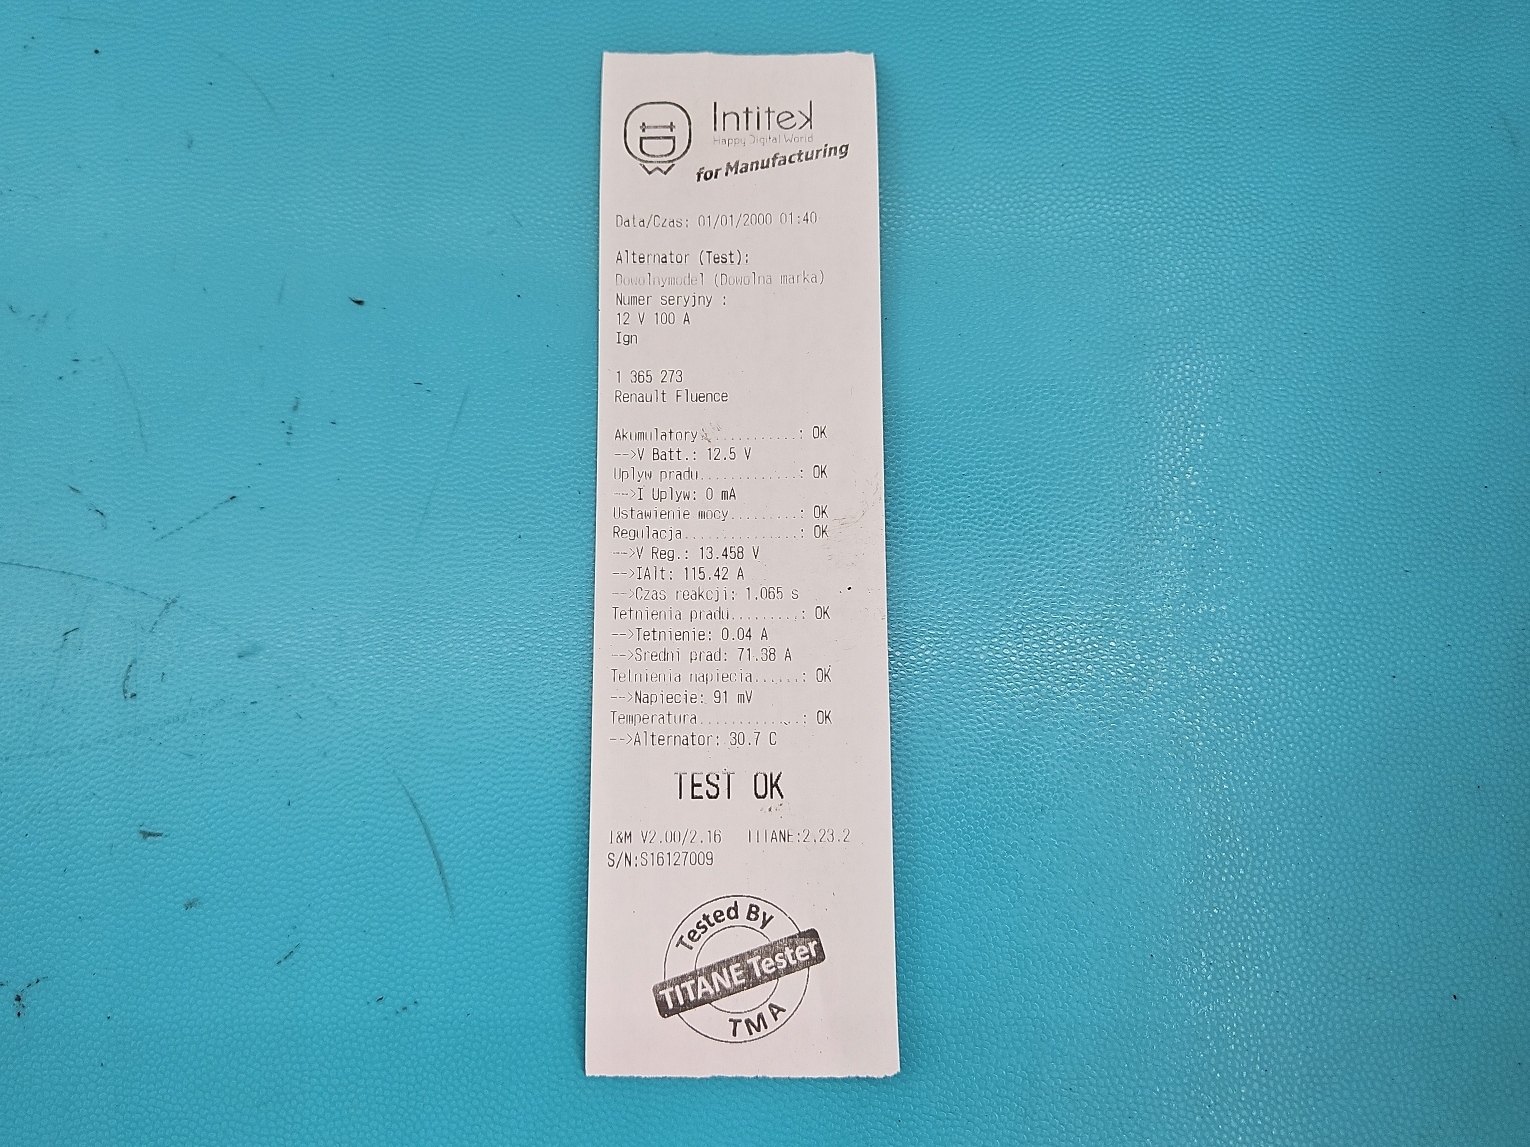 Intitek
Happy Digital World
for Manufacturing
Data/Czas: 01/01/2000 01:40
Alternator (Test):
Dowolnymodel (Dowolna marka)
Numer seryjny :
12 V 100 A
Ign
1 365 273
Renault Fluence
Akumulatory............: OK
-->V Batt.: 12.5 V
Uplyw pradu............: OK
-->I Uplyw: 0 mA
Ustawienie mocy.........: OK
Regulacja...............: OK
-->V Reg.: 13.458 V
-->IAlt: 115.42 A
-->Czas reakcji: 1.065 s
Tetnienia pradu.........: OK
-->Tetnienie: 0.04 A
-->Sredni prad: 71.38 A
Tetnienia napiecia......: OK
-->Napiecie: 91 mV
Temperatura.............: OK
-->Alternator: 30.7 C
TEST OK
I&M V2.00/2.16 TITANE:2.23.2
S/N:S16127009
Tested By
TITANE Tester
TMA